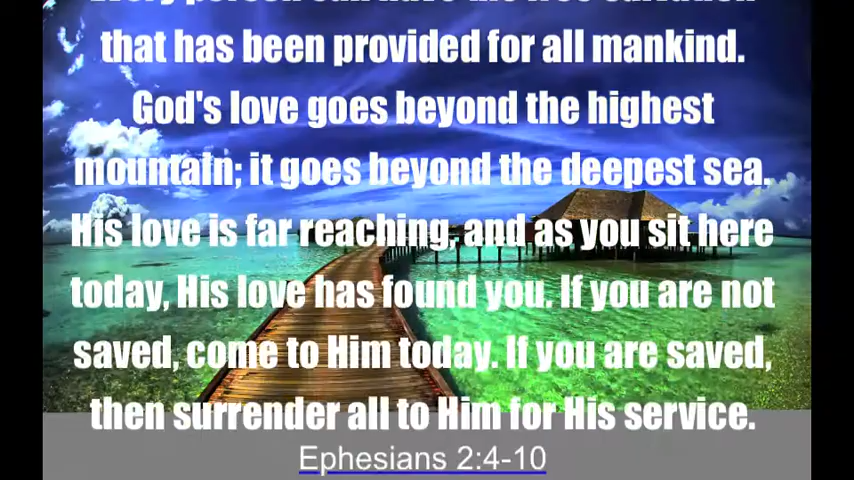 that has been provided for all mankind.
God's love goes beyond the highest
mountain; it goes beyond the deepest sea.
His love is far reaching, and as you sit here
today, His love has found you. If you are not
saved, come to Him today. If you are saved,
then surrender all to Him for His service.
Ephesians 2:4-10